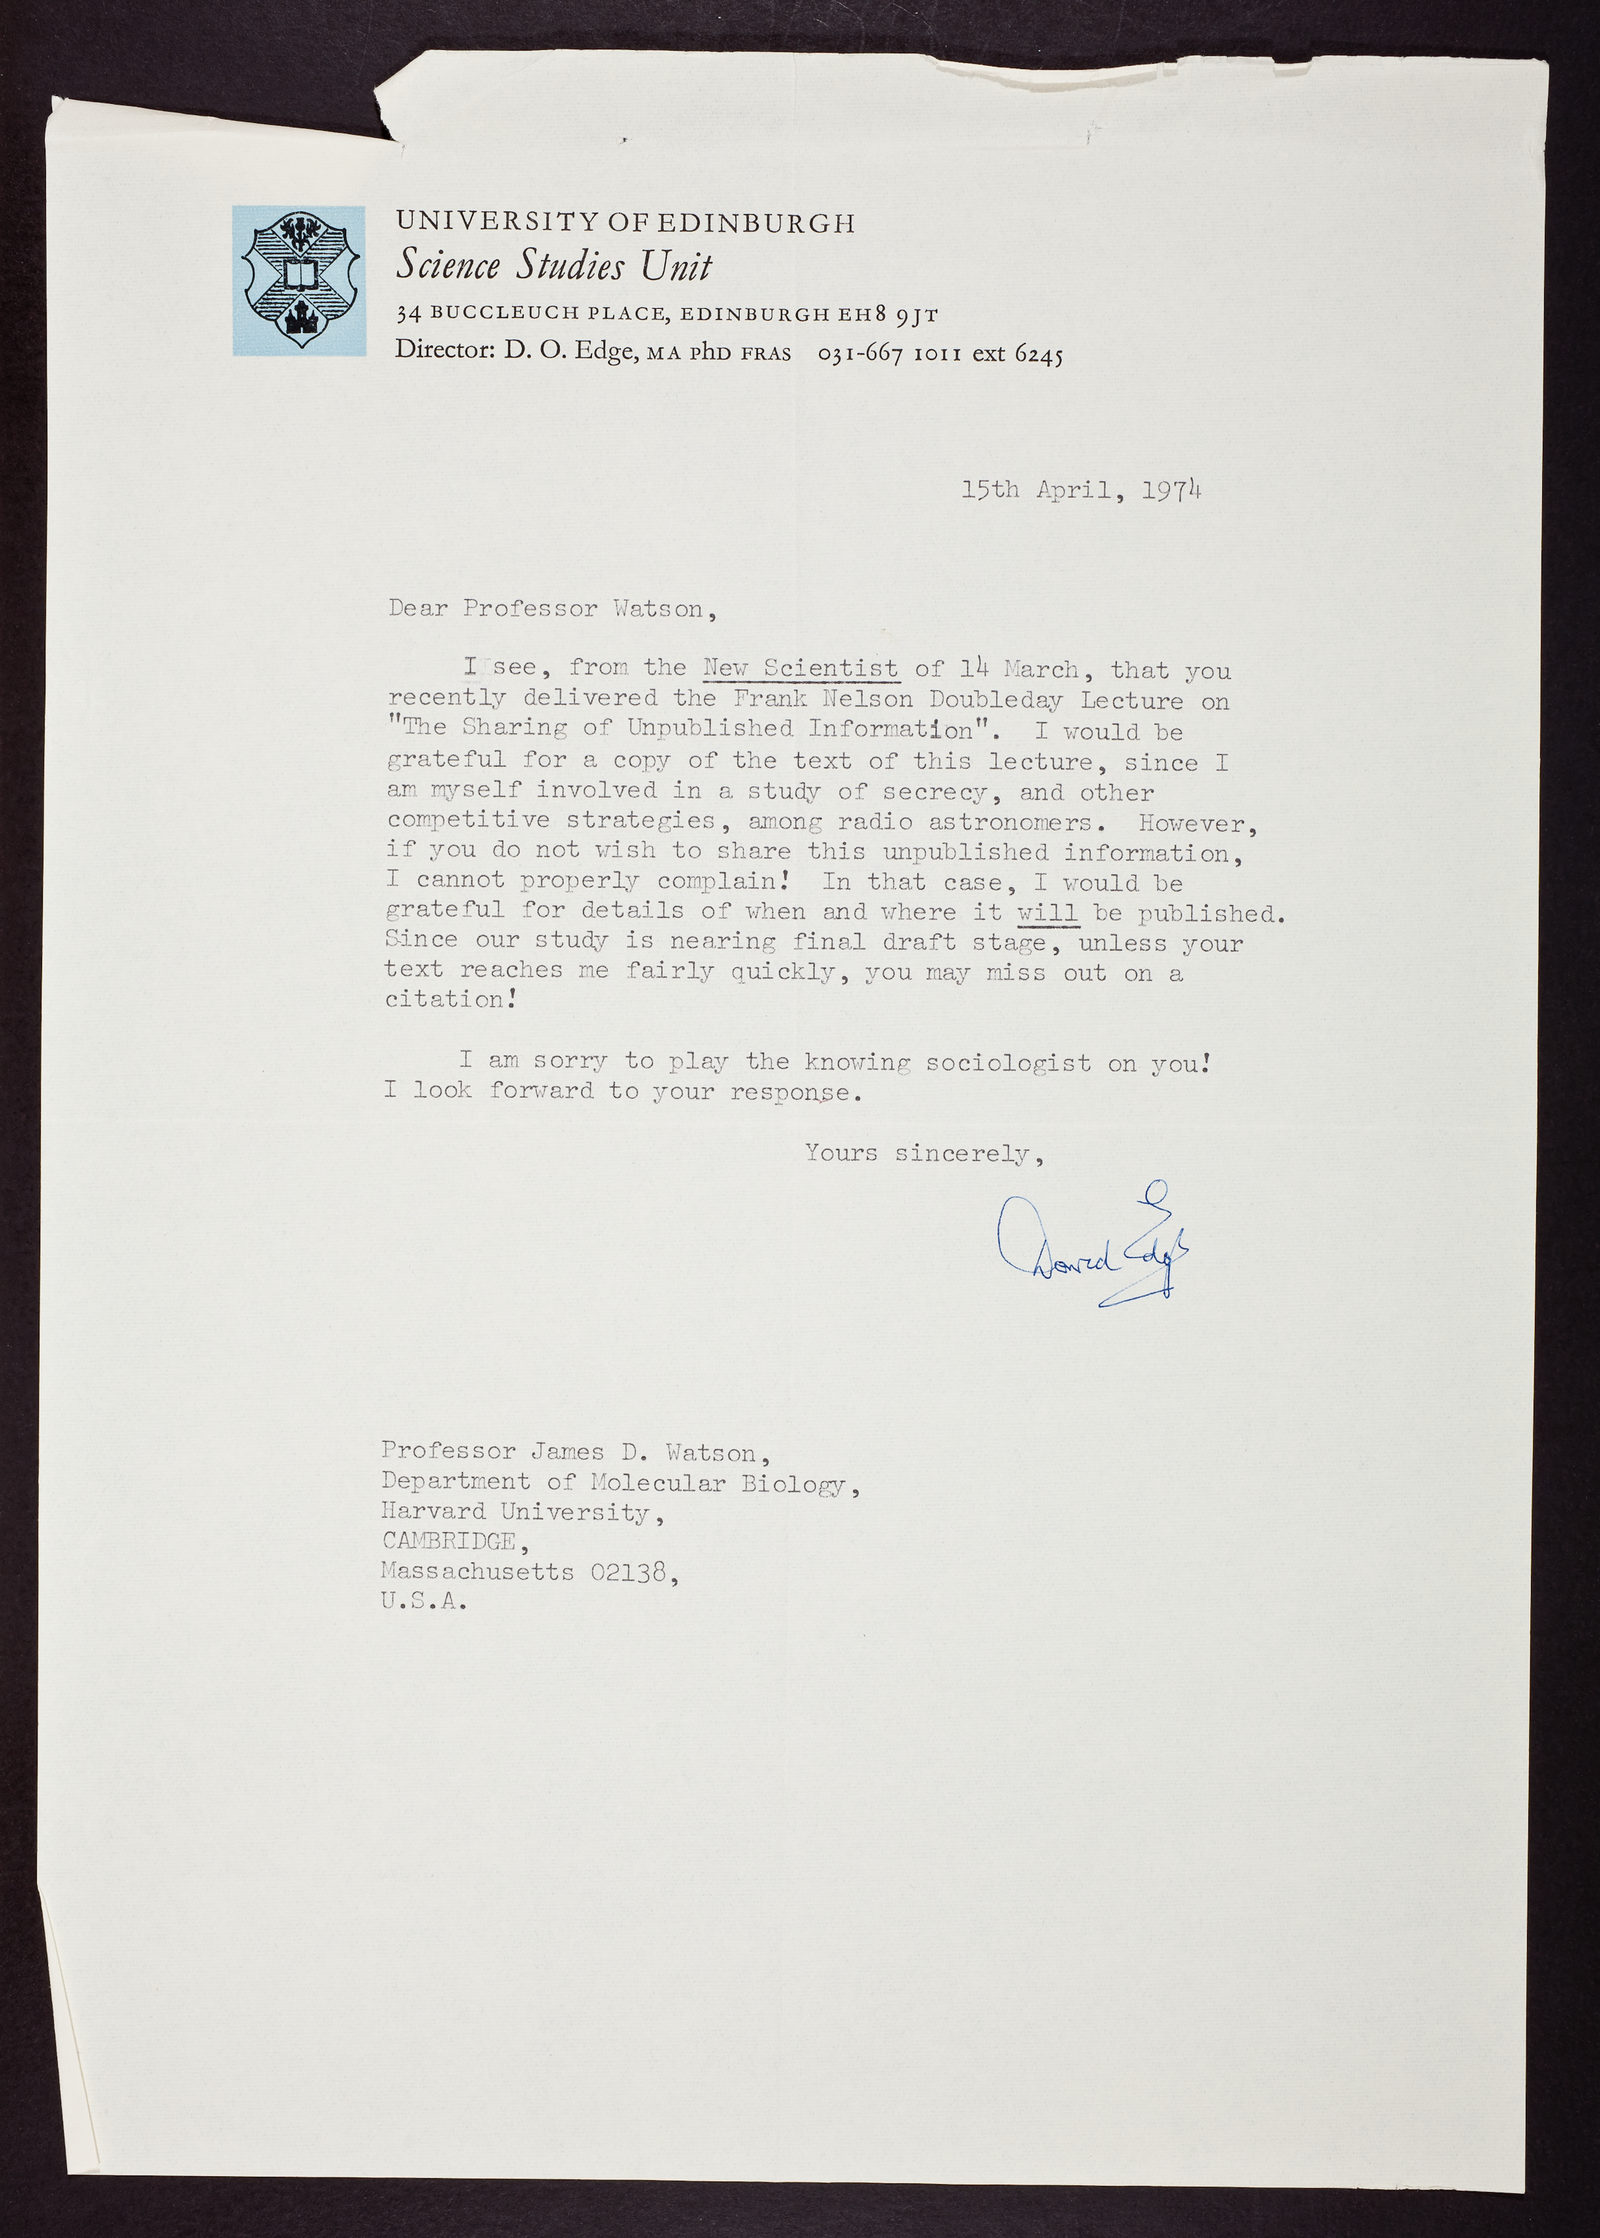 UNIVERSITY OF EDINBURGH
Science Studies Unit
34 BUCCLEUCH PLACE, EDINBURGH EH8 9JT
Director: D. O. Edge, MA PhD FRAS 031-667 1011 ext 6245
15th April, 1974
Dear Professor Watson,
I see, from the New Scientist of 14 March, that you
recently delivered the Frank Nelson Doubleday Lecture on
"The Sharing of Unpublished Information". I would be
grateful for a copy of the text of this lecture, since I
am myself involved in a study of secrecy, and other
competitive strategies, among radio astronomers. However,
if you do not wish to share this unpublished information,
I cannot properly complain! In that case, I would be
grateful for details of when and where it will be published.
Since our study is nearing final draft stage, unless your
text reaches me fairly quickly, you may miss out on a
citation!
I am sorry to play the knowing sociologist on you!
I look forward to your response.
Yours sincerely,
David Edge
Professor James D. Watson,
Department of Molecular Biology,
Harvard University,
CAMBRIDGE,
Massachusetts 02138,
U.S.A.